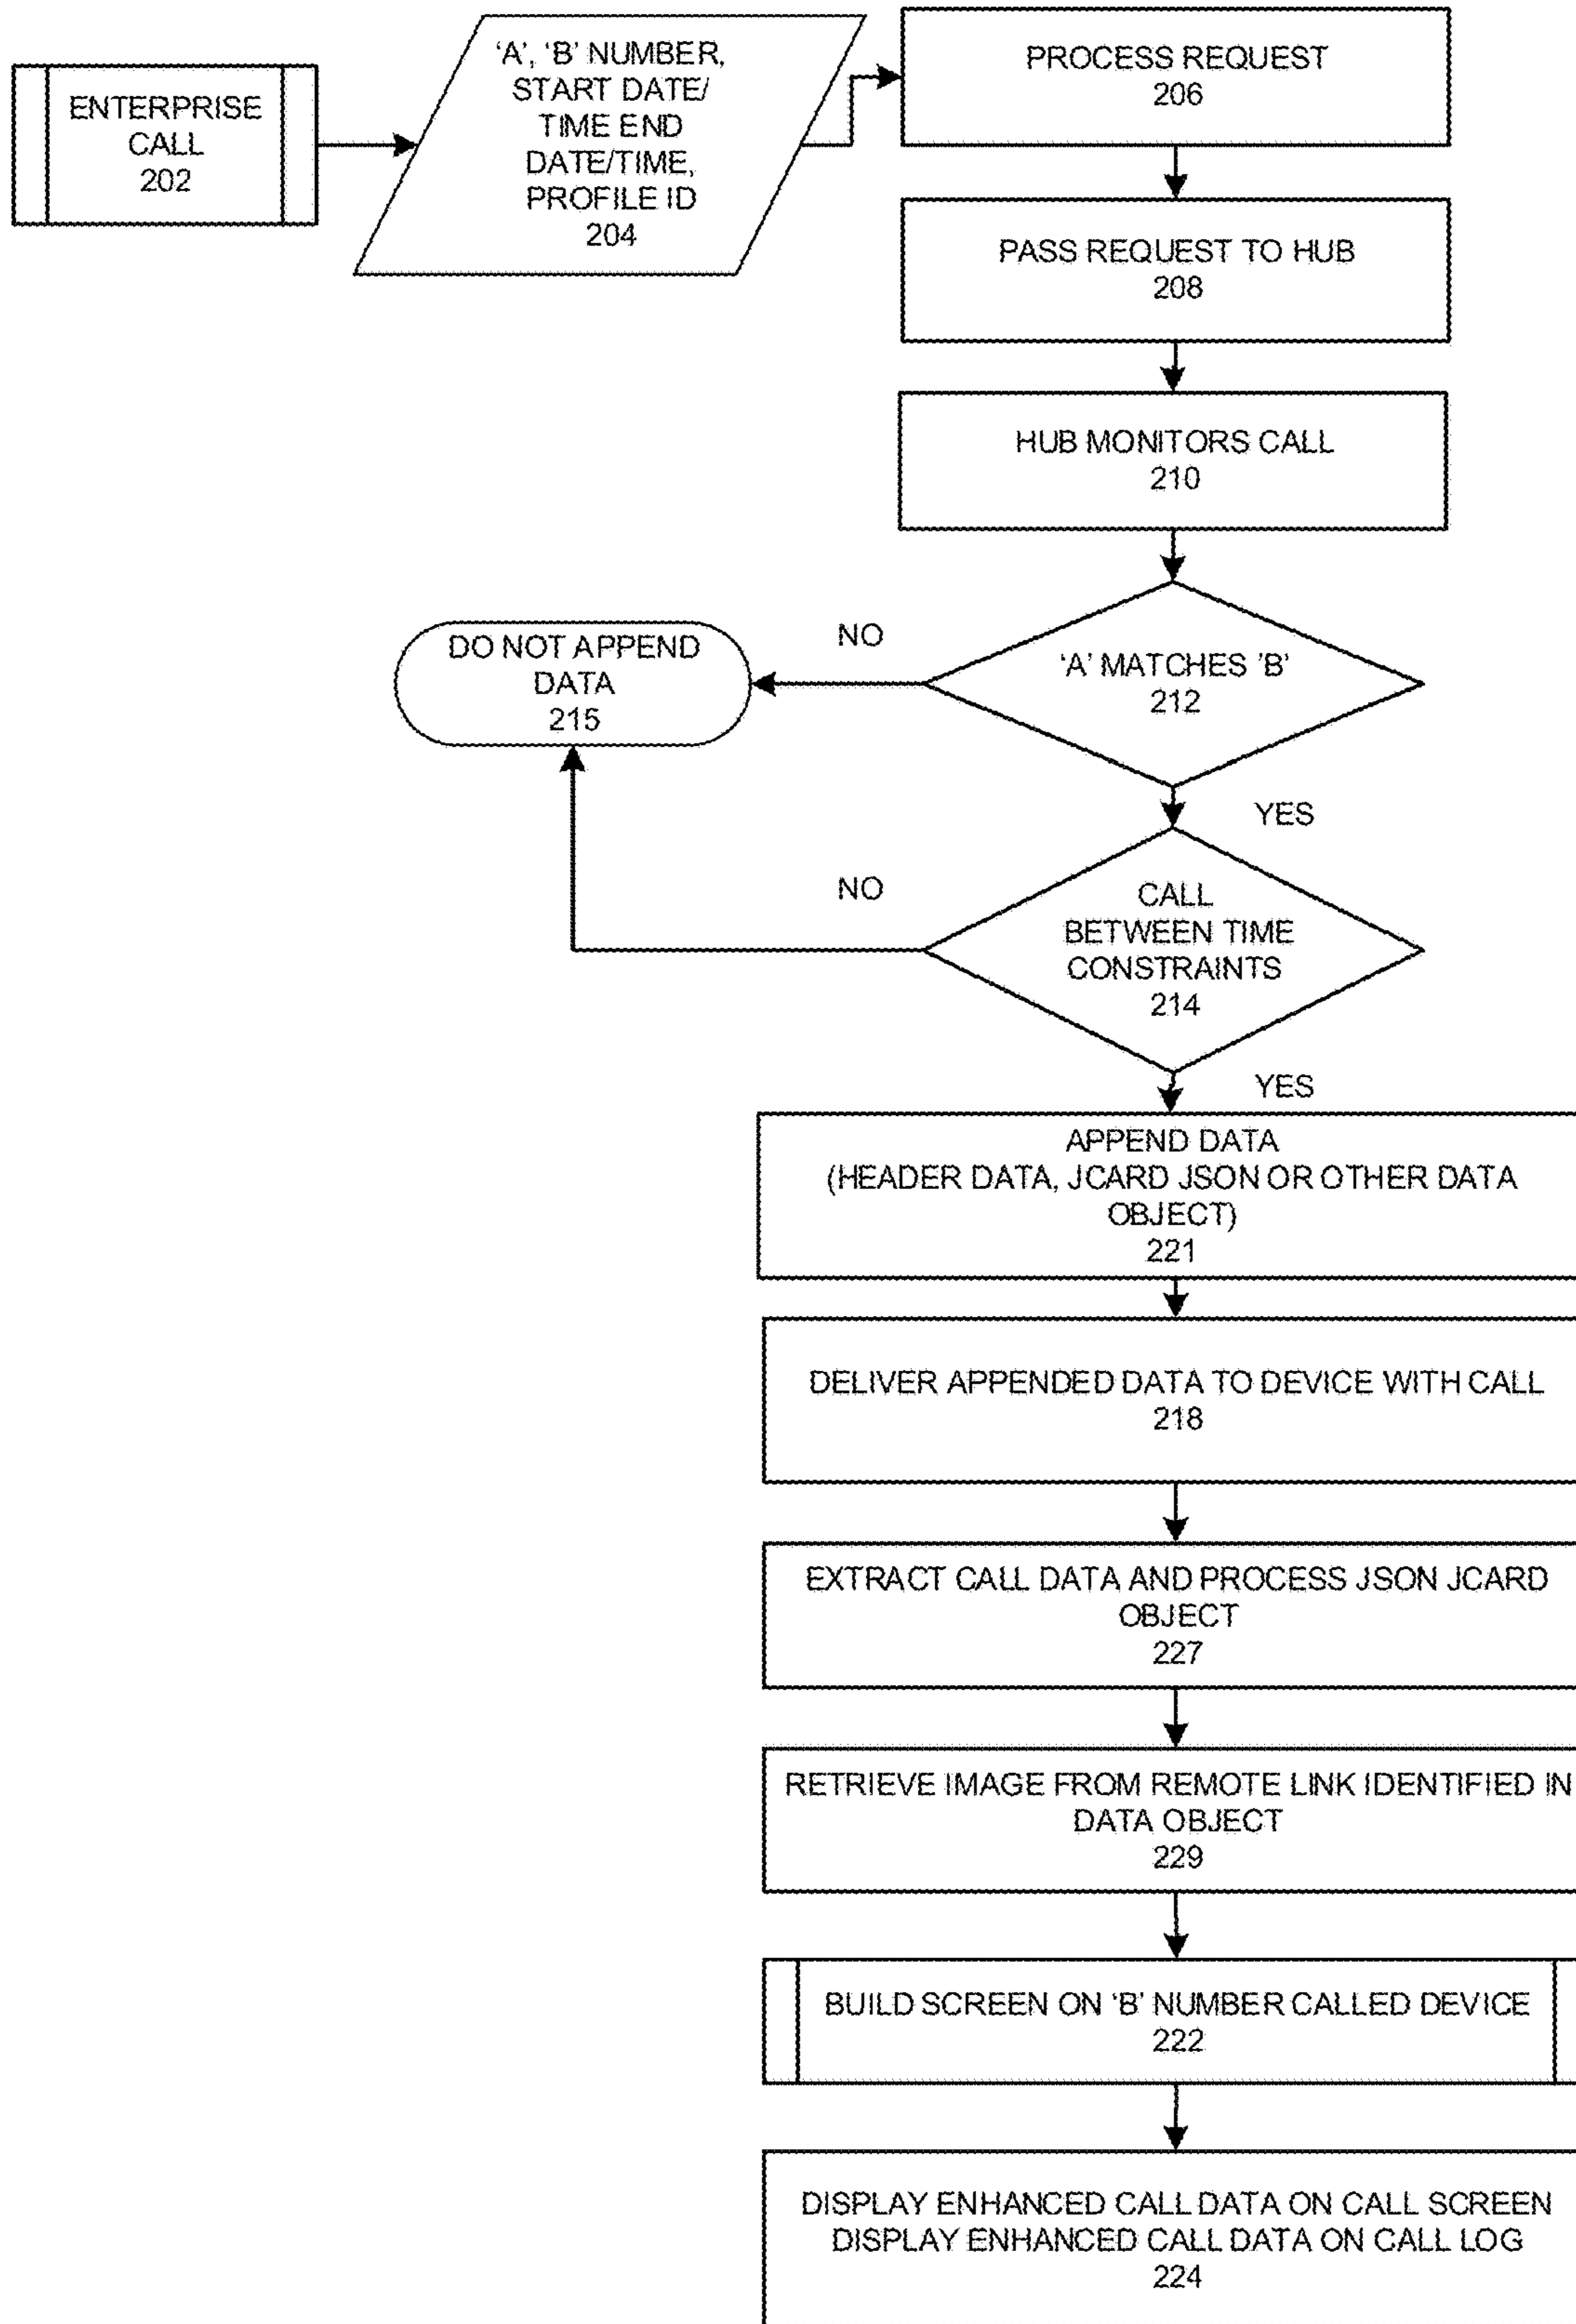 ENTERPRISE
CALL
202
‘A’, ‘B’ NUMBER,
START DATE/
TIME END
DATE/TIME,
PROFILE ID
204
PROCESS REQUEST
206
PASS REQUEST TO HUB
208
HUB MONITORS CALL
210
‘A’ MATCHES ’B’
212
NO
DO NOT APPEND
DATA
215
YES
CALL
BETWEEN TIME
CONSTRAINTS
214
NO
YES
APPEND DATA
(HEADER DATA, JCARD JSON OR OTHER DATA
OBJECT)
221
DELIVER APPENDED DATA TO DEVICE WITH CALL
218
EXTRACT CALL DATA AND PROCESS JSON JCARD
OBJECT
227
RETRIEVE IMAGE FROM REMOTE LINK IDENTIFIED IN
DATA OBJECT
229
BUILD SCREEN ON ‘B’ NUMBER CALLED DEVICE
222
DISPLAY ENHANCED CALL DATA ON CALL SCREEN
DISPLAY ENHANCED CALL DATA ON CALL LOG
224